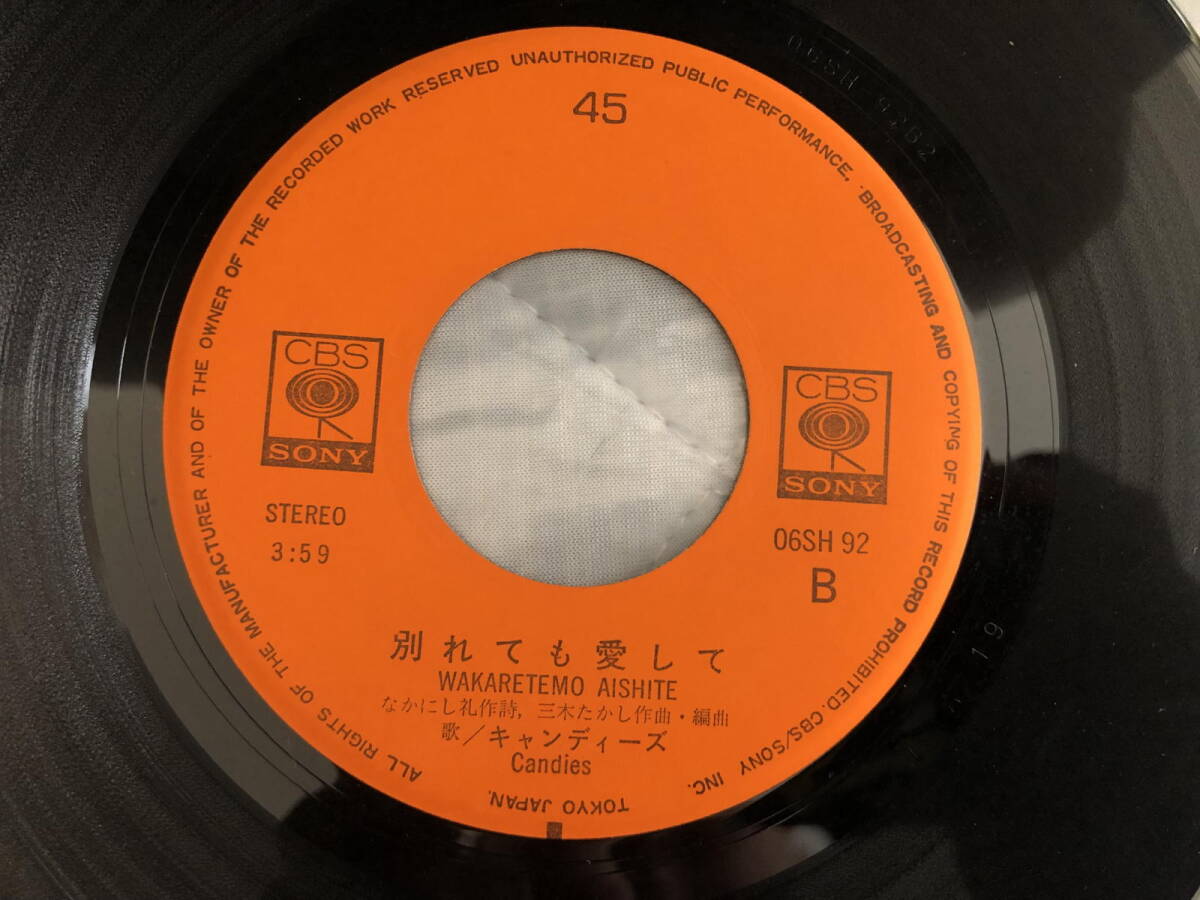 ALL RIGHTS OF THE MANUFACTURER AND OF THE OWNER OF THE RECORDED WORK RESERVED UNAUTHORIZED PUBLIC PERFORMANCE, BROADCASTING AND COPYING OF THIS RECORD PROHIBITED. CBS/SONY INC.
TOKYO JAPAN.
45
CBS
SONY
CBS
SONY
STEREO
3:59
06SH 92
B
別れても愛して
WAKARETEMO AISHITE
なかにし礼作詩, 三木たかし作曲・編曲
歌／キャンディーズ
Candies
06SH 92B2
19